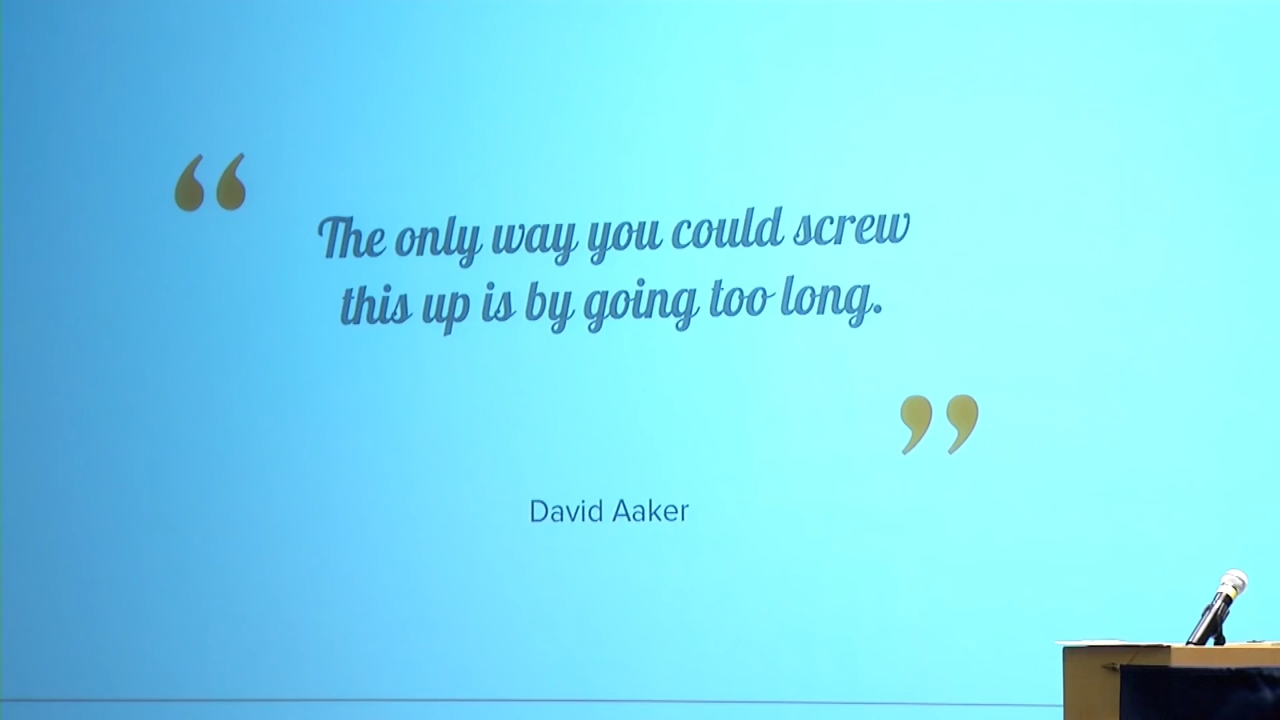 “
The only way you could screw
this up is by going too long.
”
David Aaker